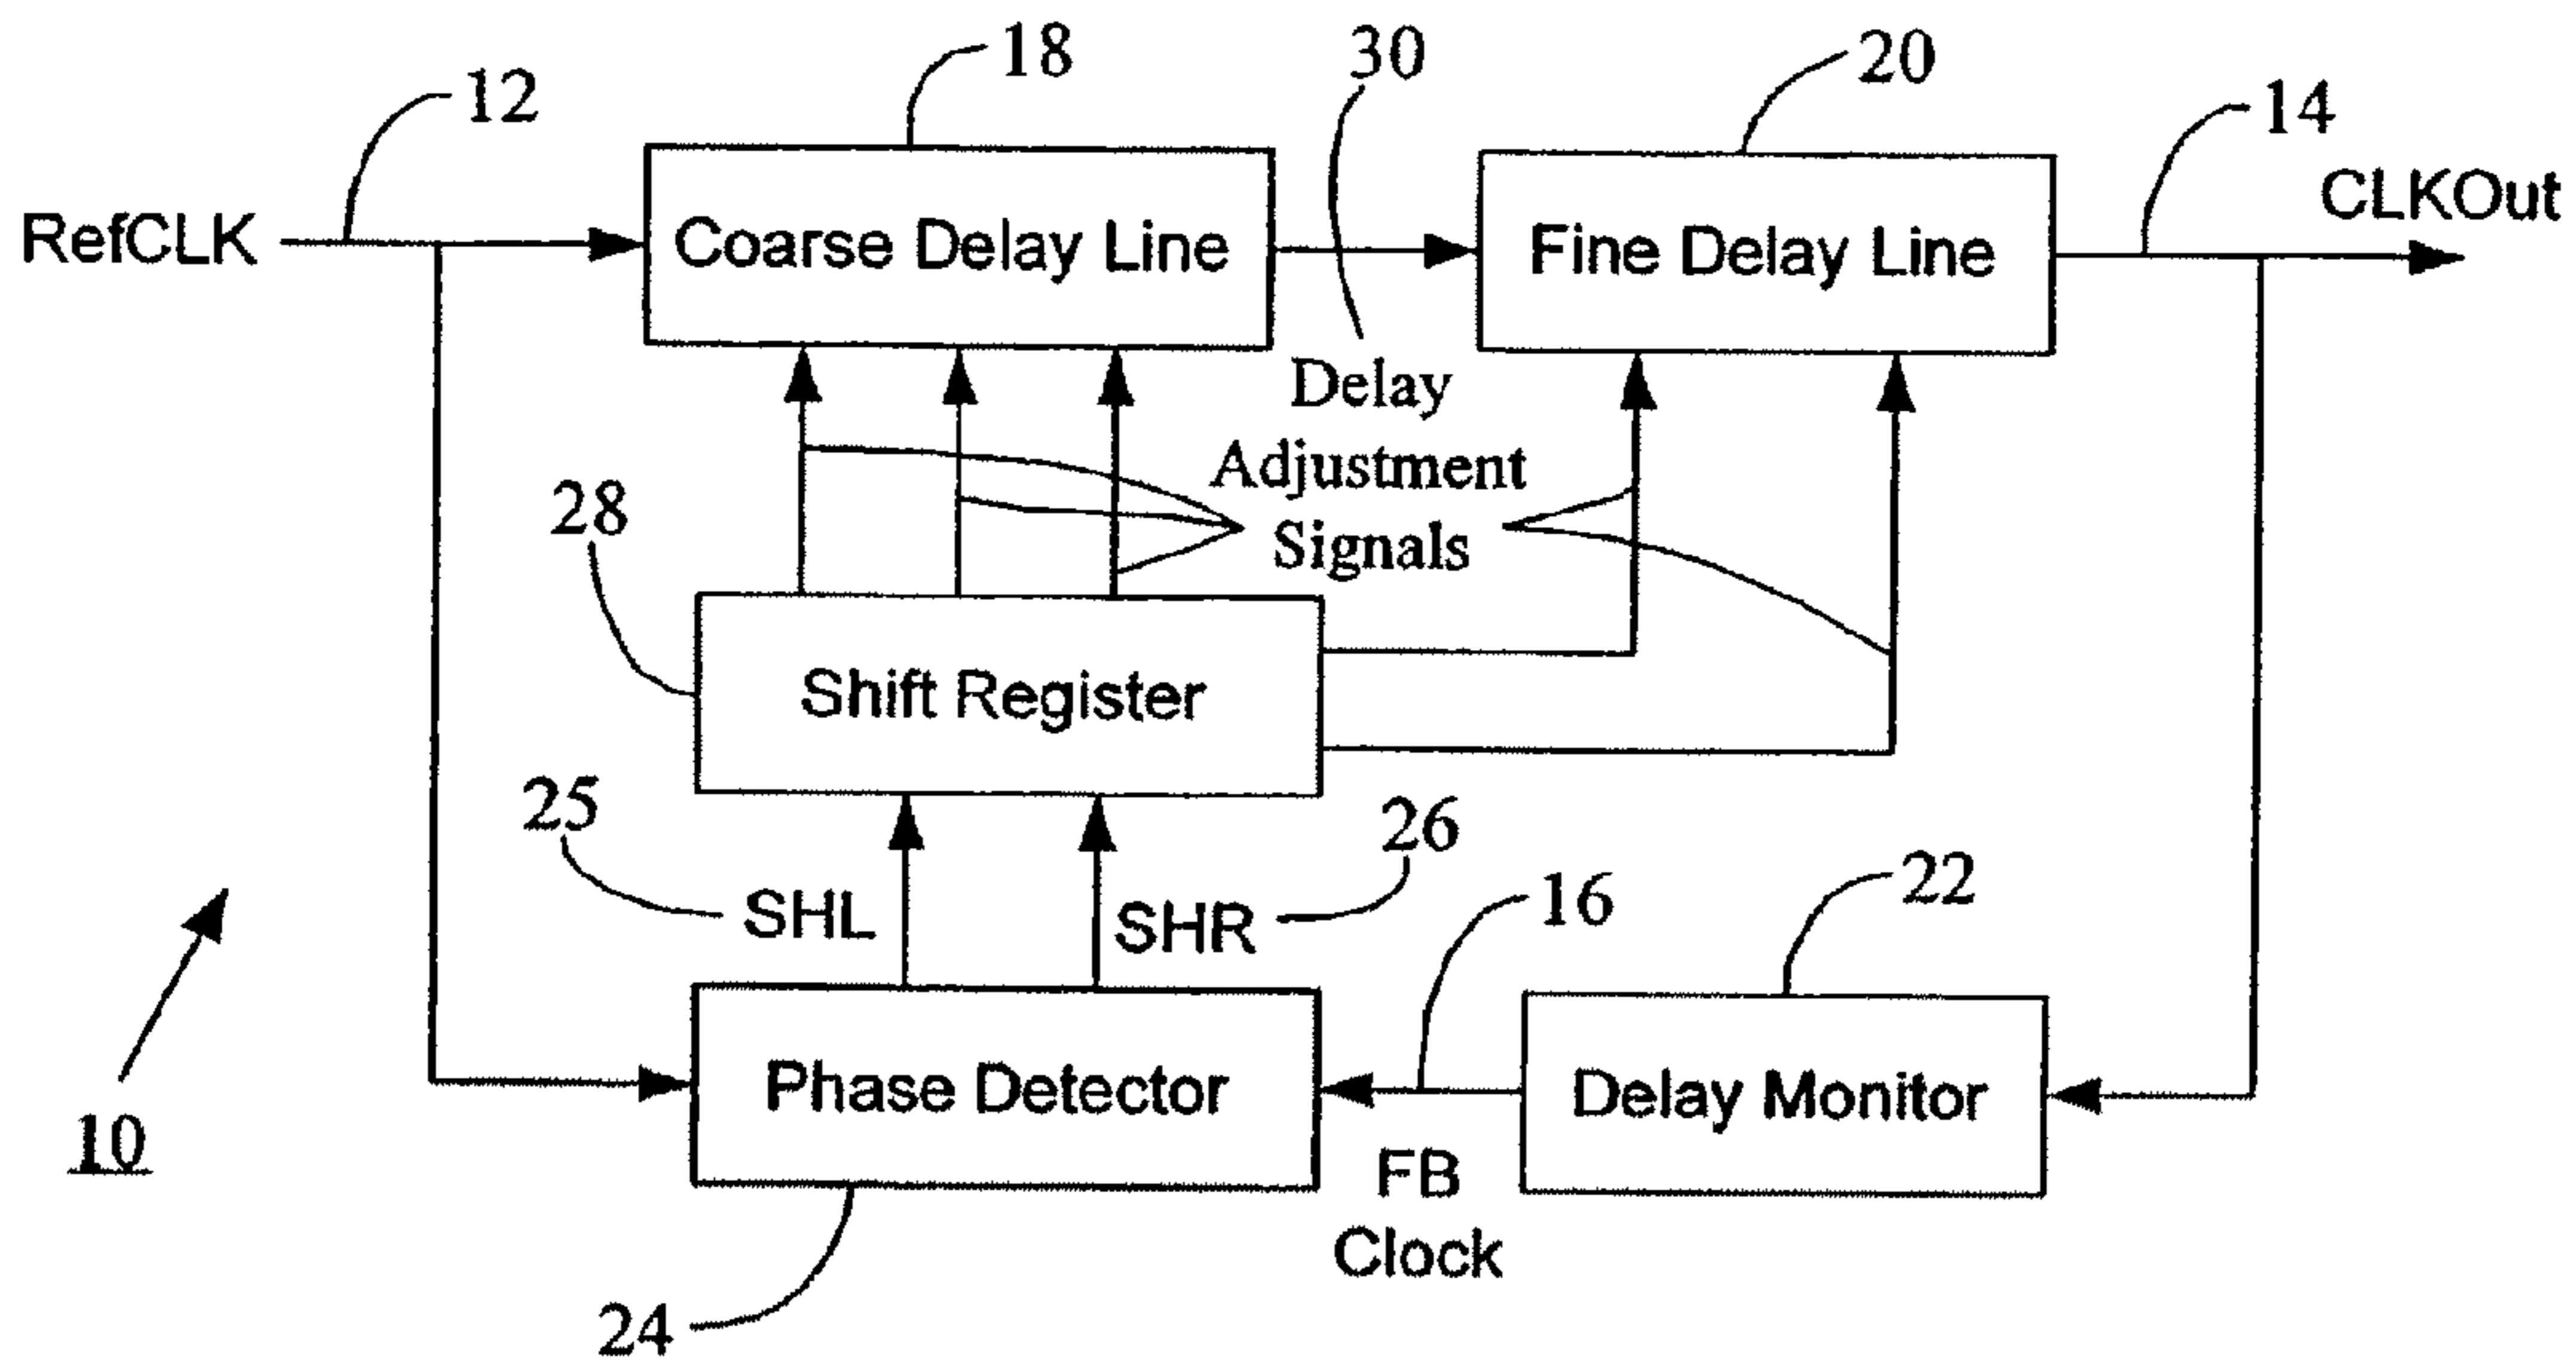 18
30
20
12
14
RefCLK
Coarse Delay Line
Fine Delay Line
CLKOut
Delay
Adjustment
Signals
28
Shift Register
25
26
SHL
SHR
16
22
10
Phase Detector
Delay Monitor
FB
Clock
24